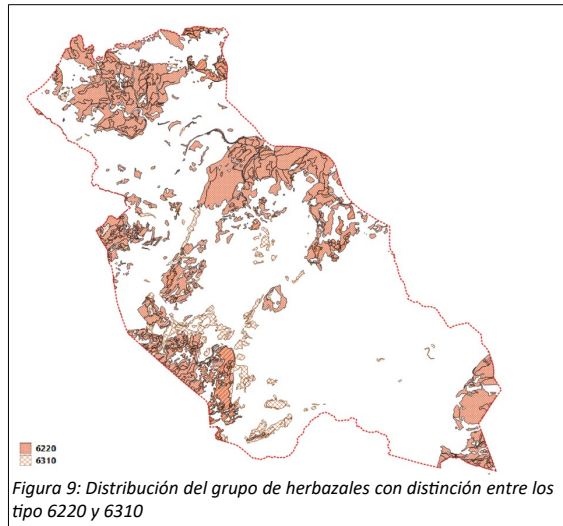 6220
6310
Figura 9: Distribución del grupo de herbazales con distinción entre los
tipo 6220 y 6310